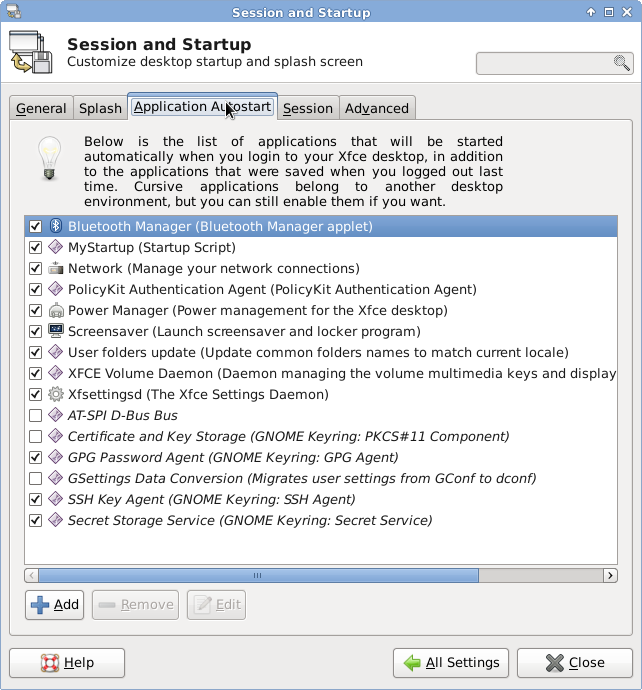 Session and Startup
Session and Startup
Customize desktop startup and splash screen
General Splash Application Autostart Session Advanced
Below is the list of applications that will be started
automatically when you login to your Xfce desktop, in addition
to the applications that were saved when you logged out last
time. Cursive applications belong to another desktop
environment, but you can still enable them if you want.
Bluetooth Manager (Bluetooth Manager applet)
MyStartup (Startup Script)
Network (Manage your network connections)
PolicyKit Authentication Agent (PolicyKit Authentication Agent)
Power Manager (Power management for the Xfce desktop)
Screensaver (Launch screensaver and locker program)
User folders update (Update common folders names to match current locale)
XFCE Volume Daemon (Daemon managing the volume multimedia keys and display
Xfsettingsd (The Xfce Settings Daemon)
AT-SPI D-Bus Bus
Certificate and Key Storage (GNOME Keyring: PKCS#11 Component)
GPG Password Agent (GNOME Keyring: GPG Agent)
GSettings Data Conversion (Migrates user settings from GConf to dconf)
SSH Key Agent (GNOME Keyring: SSH Agent)
Secret Storage Service (GNOME Keyring: Secret Service)
Add Remove Edit
Help All Settings Close